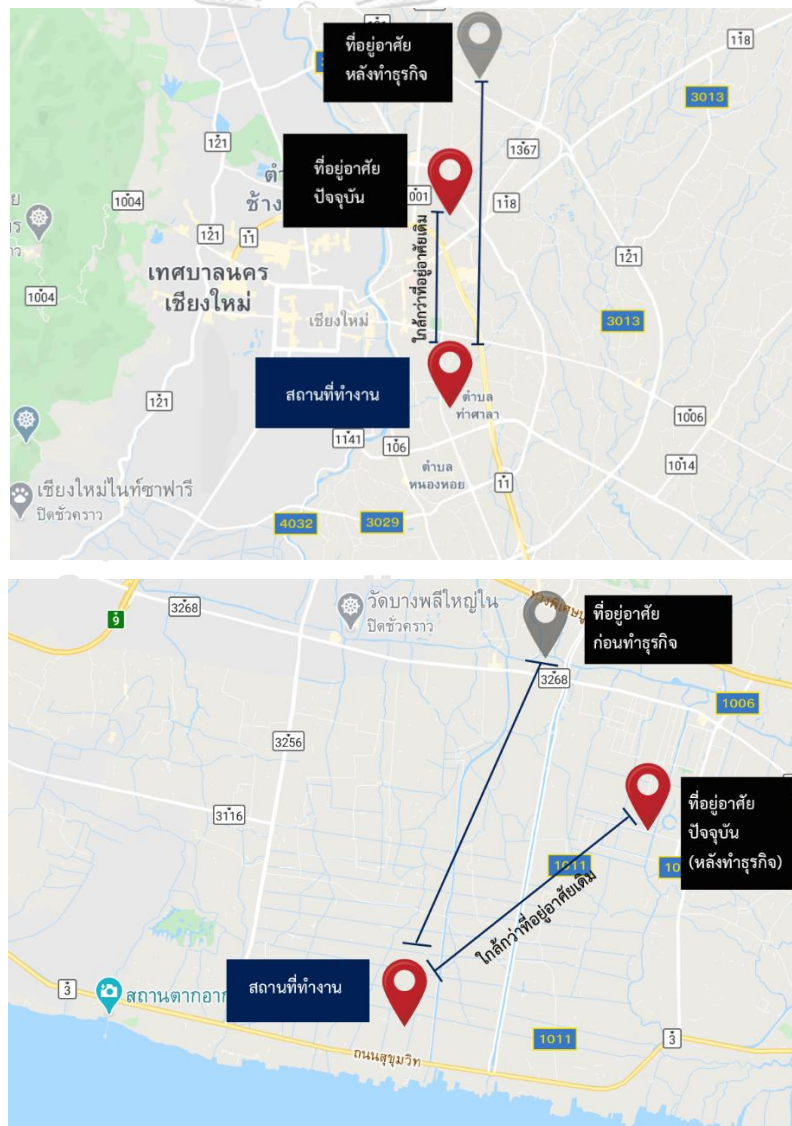 ที่อยู่อาศัย
หลังทำธุรกิจ
118
3013
121
1367
ที่อยู่อาศัย
ปัจจุบัน
ช้าง
001
118
1004
121
11
121
เทศบาลนคร
เชียงใหม่
1004
เชียงใหม่
ใกล้กว่าที่อยู่อาศัยเดิม
3013
สถานที่ทำงาน
121
ตำบล
ท่าศาลา
1006
1141
106
ตำบล
หนองหอย
1014
11
เชียงใหม่ไนท์ซาฟารี
ปิดชั่วคราว
4032
3029
9
3268
วัดบางพลีใหญ่ใน
ปิดชั่วคราว
ที่อยู่อาศัย
ก่อนทำธุรกิจ
3268
1006
3256
3116
ที่อยู่อาศัย
ปัจจุบัน
(หลังทำธุรกิจ)
1011
ใกล้กว่าที่อยู่อาศัยเดิม
สถานที่ทำงาน
3
สถานตากอา
1011
3
ถนนสุขุมวิท